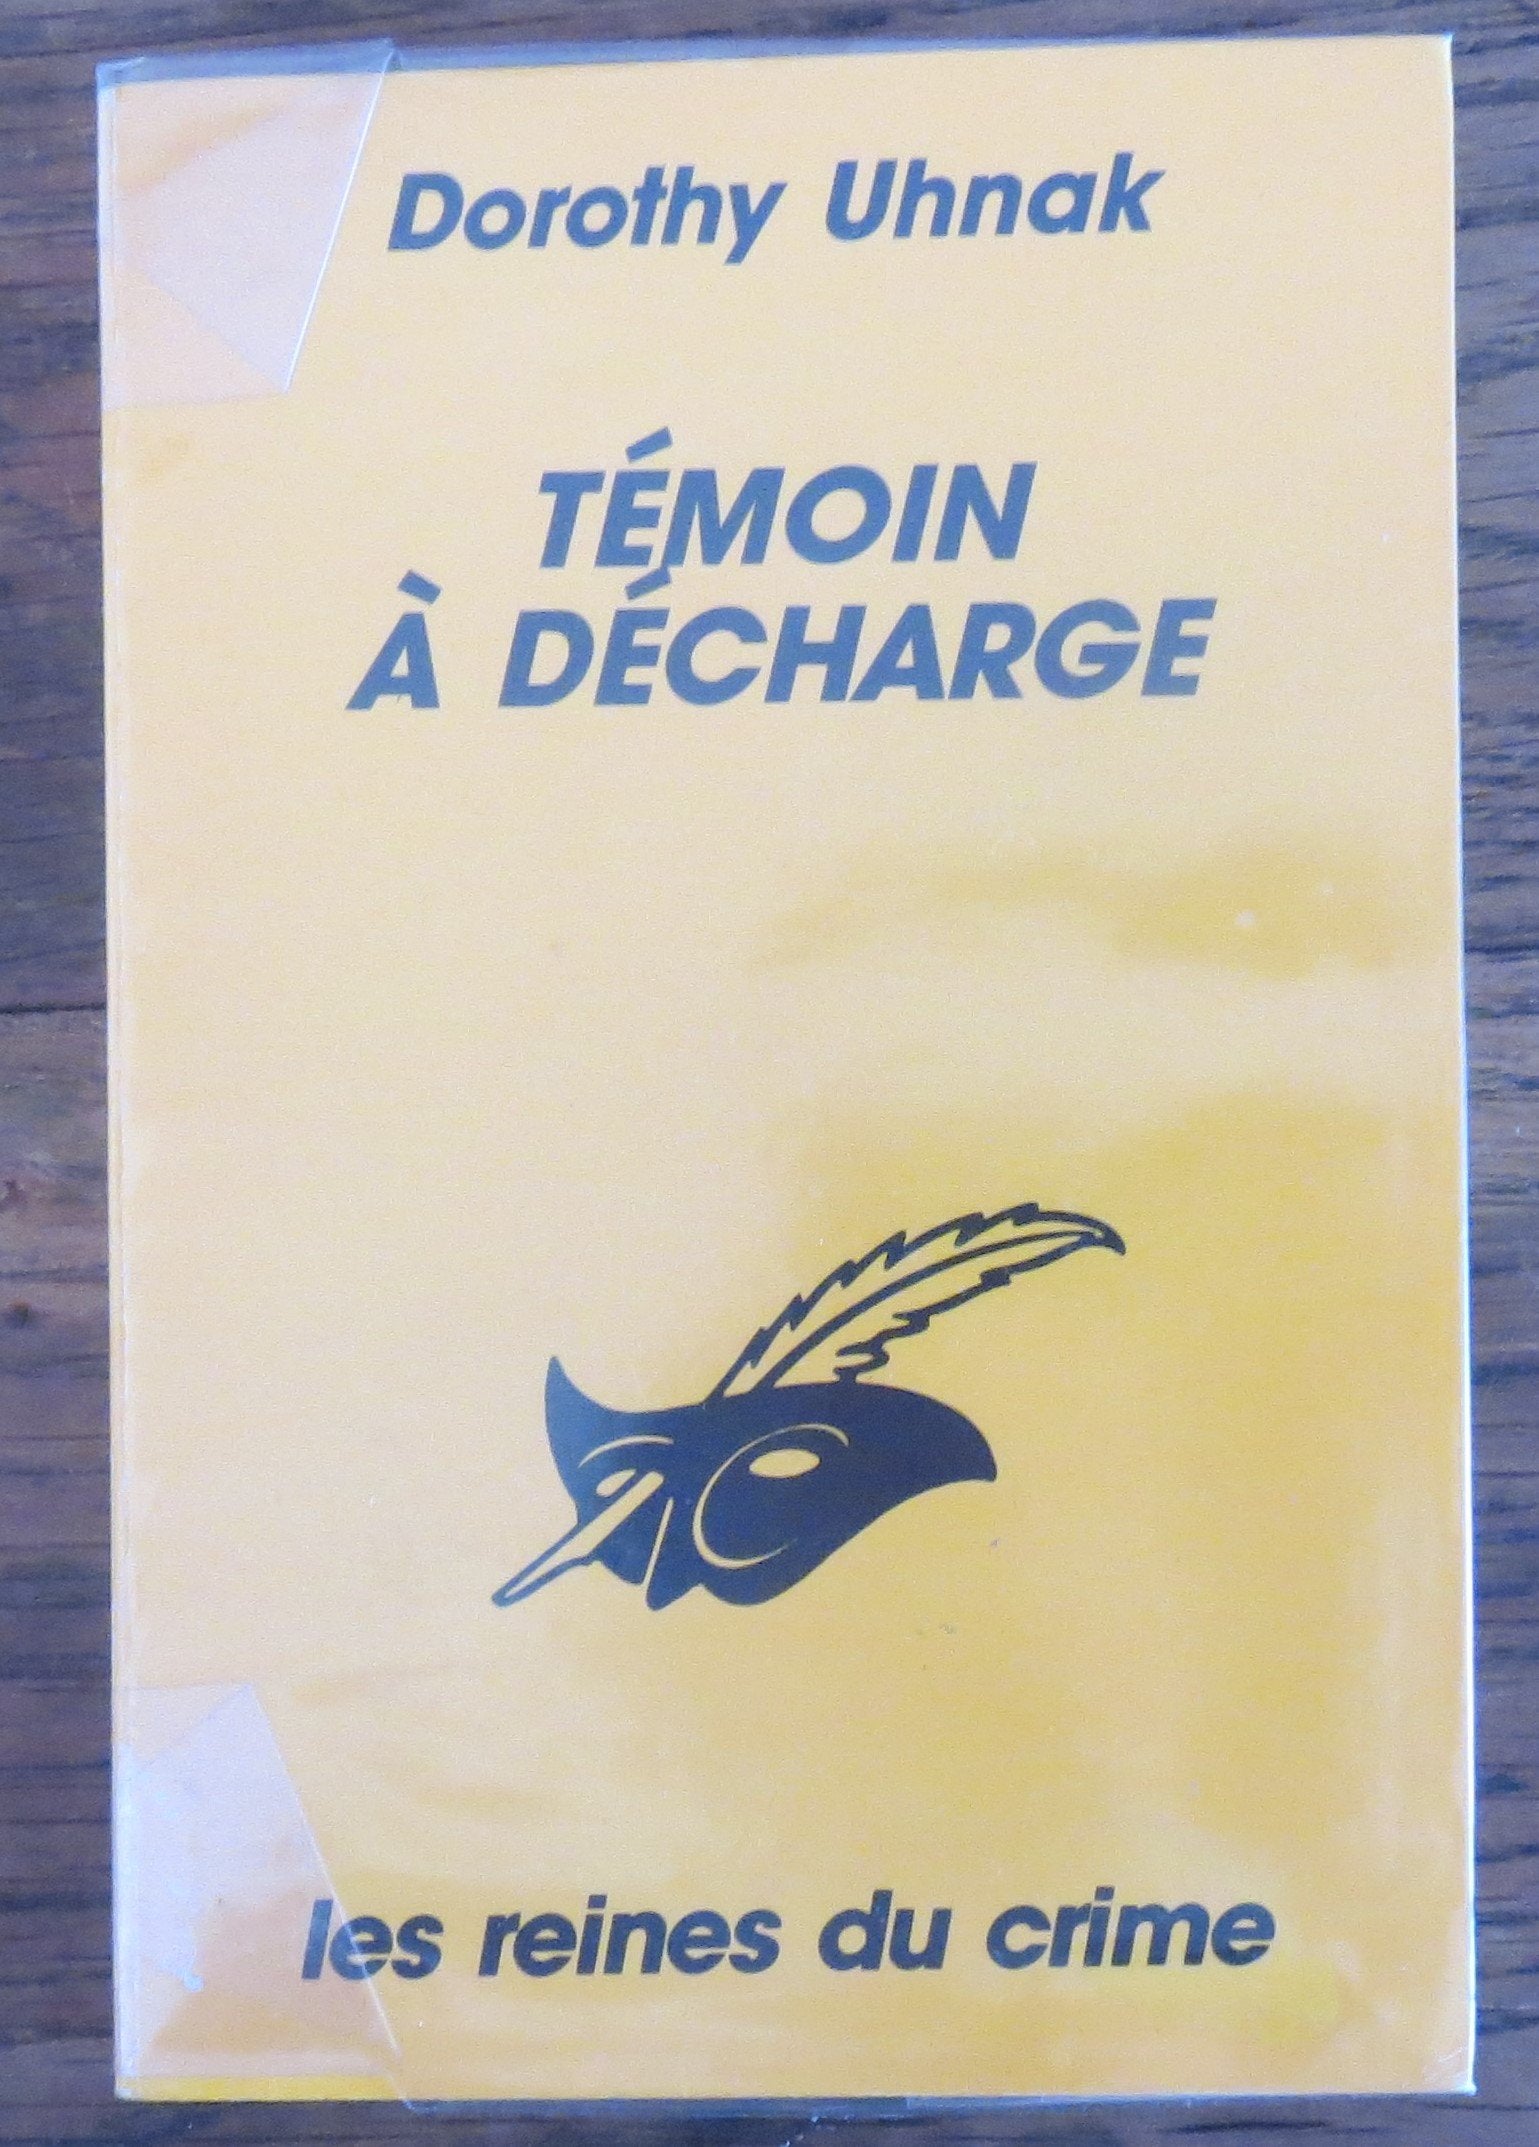 Dorothy Uhnak
TÉMOIN
À DÉCHARGE
les reines du crime